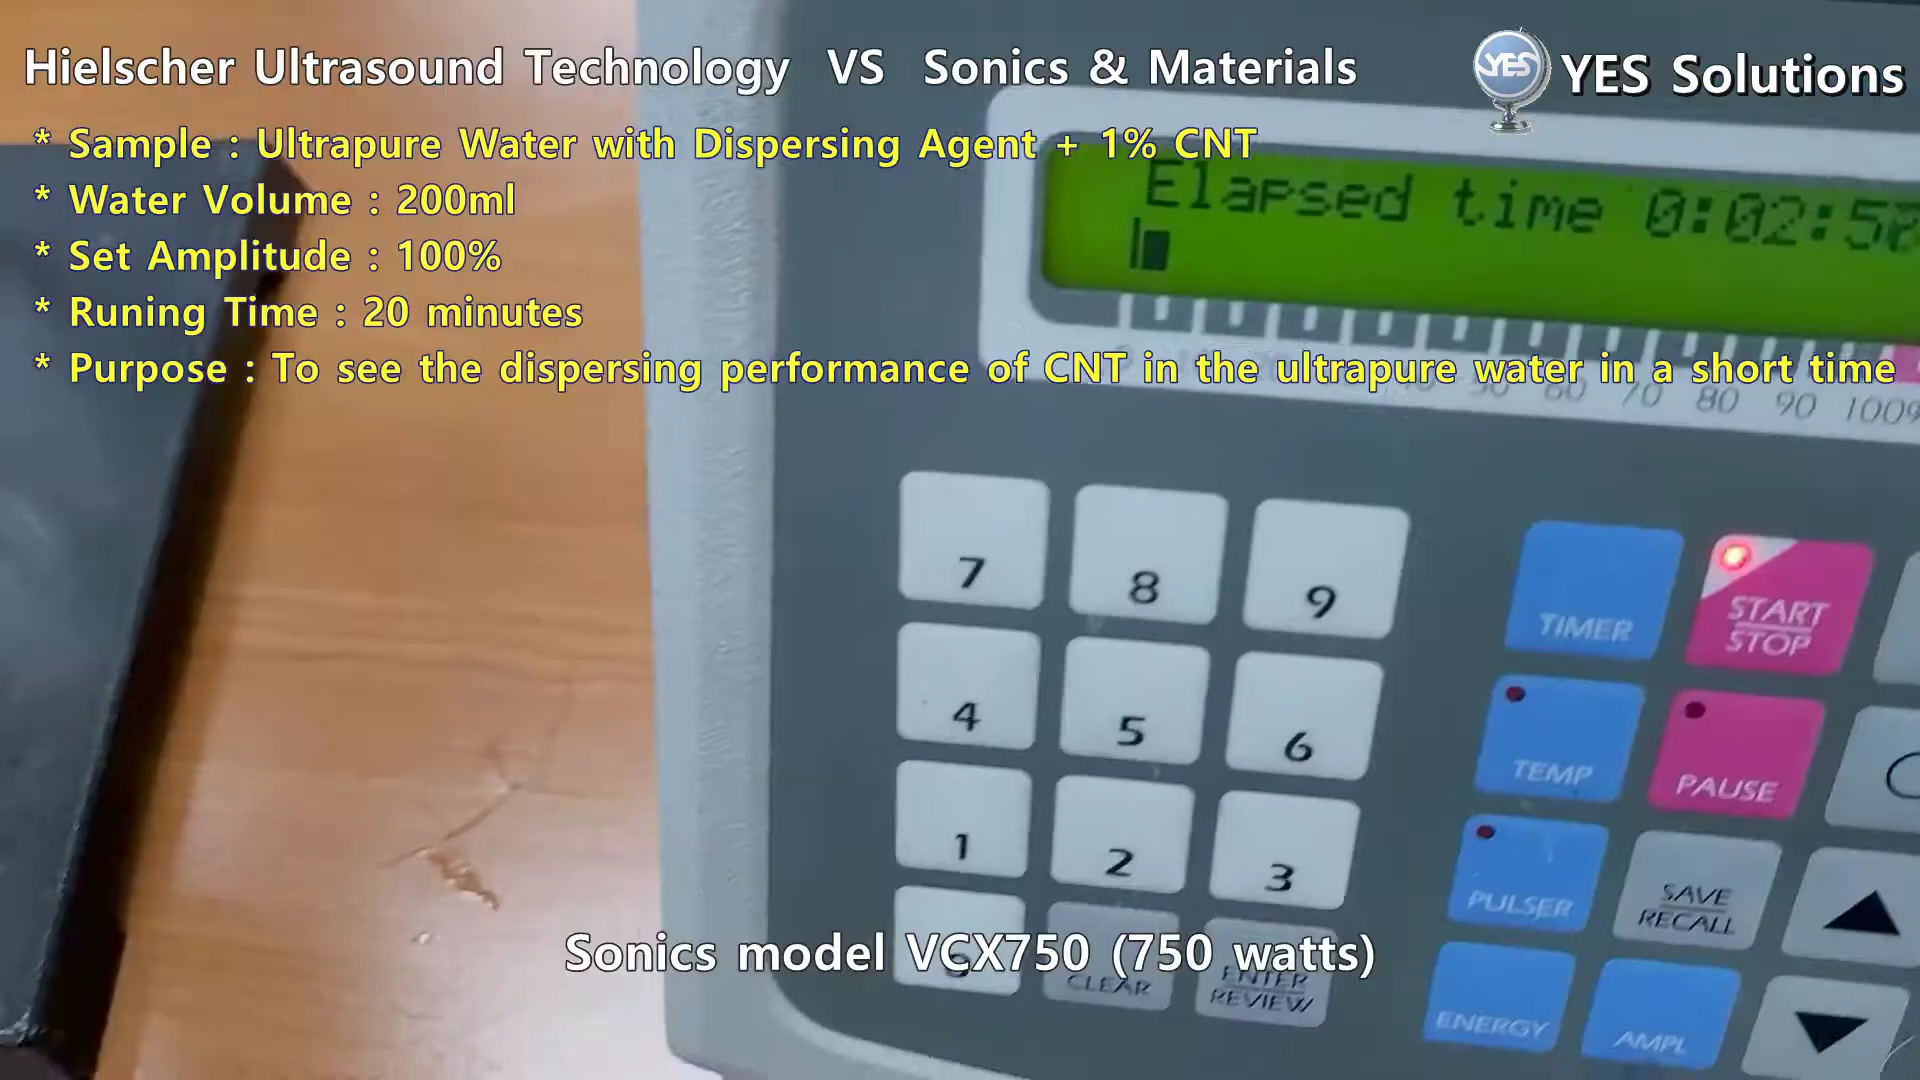 Hielscher Ultrasound Technology VS Sonics & Materials
YES YES Solutions
* Sample : Ultrapure Water with Dispersing Agent + 1% CNT
* Water Volume : 200ml
* Set Amplitude : 100%
* Runing Time : 20 minutes
* Purpose : To see the dispersing performance of CNT in the ultrapure water in a short time
Elapsed time
60 70 80 90 100%
7 8 9
TIMER
START
STOP
4 5 6
TEMP
PAUSE
1 2 3
PULSER
SAVE
RECALL
Sonics model VCX750 (750 watts)
CLEAR
ENTER
REVIEW
ENERGY
AMPL